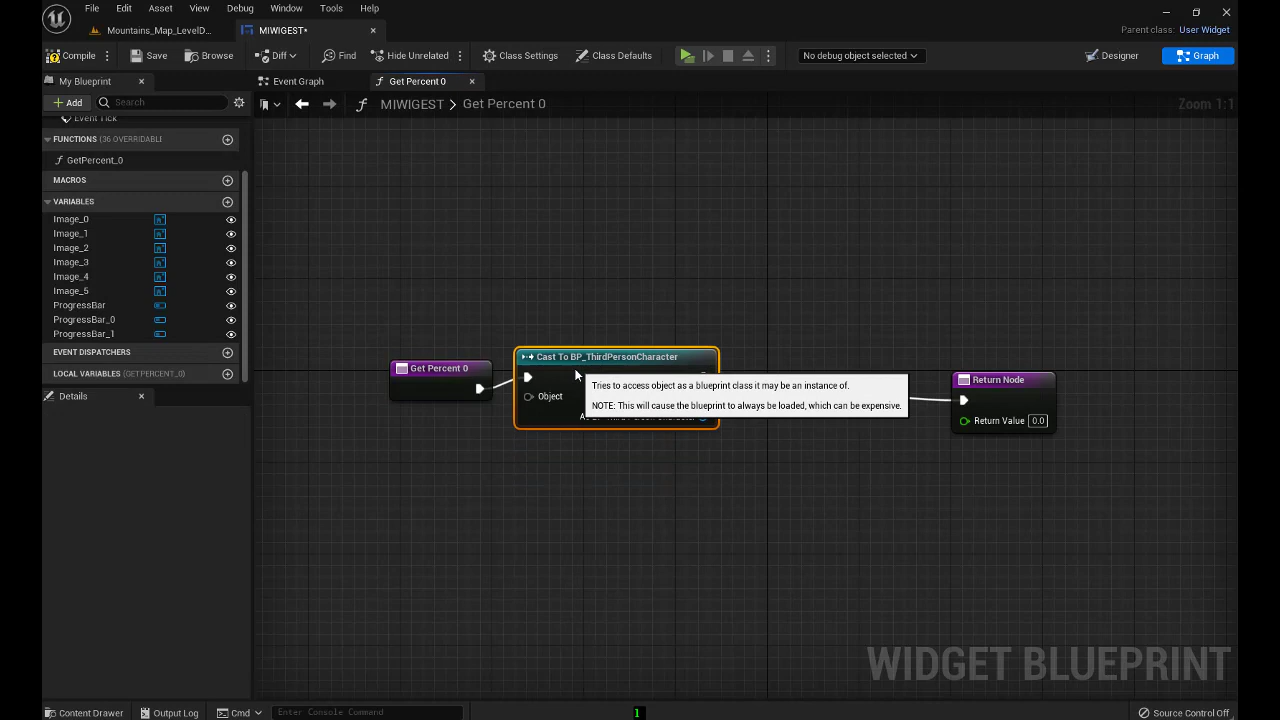 File Edit Asset View Debug Window Tools Help
Mountains_Map_LevelD... MIWIGEST• Parent class: User Widget
Compile Save Browse Diff Find Hide Unrelated Class Settings Class Defaults No debug object selected Designer Graph
My Blueprint Event Graph Get Percent 0
Add Search MIWIGEST > Get Percent 0 Zoom 1:1
Event Tick
FUNCTIONS (36 OVERRIDABLE
GetPercent_0
MACROS
VARIABLES
Image_0
Image_1
Image_2
Image_3
Image_4
Image_5
ProgressBar
ProgressBar_0
ProgressBar_1
EVENT DISPATCHERS
LOCAL VARIABLES (GETPERCENT_0)
Details
Get Percent 0
Cast To BP_ThirdPersonCharacter
Object
Tries to access object as a blueprint class it may be an instance of.
NOTE: This will cause the blueprint to always be loaded, which can be expensive.
Return Node
Return Value 0.0
WIDGET BLUEPRINT
Content Drawer Output Log Cmd Enter Console Command 1 Source Control Off